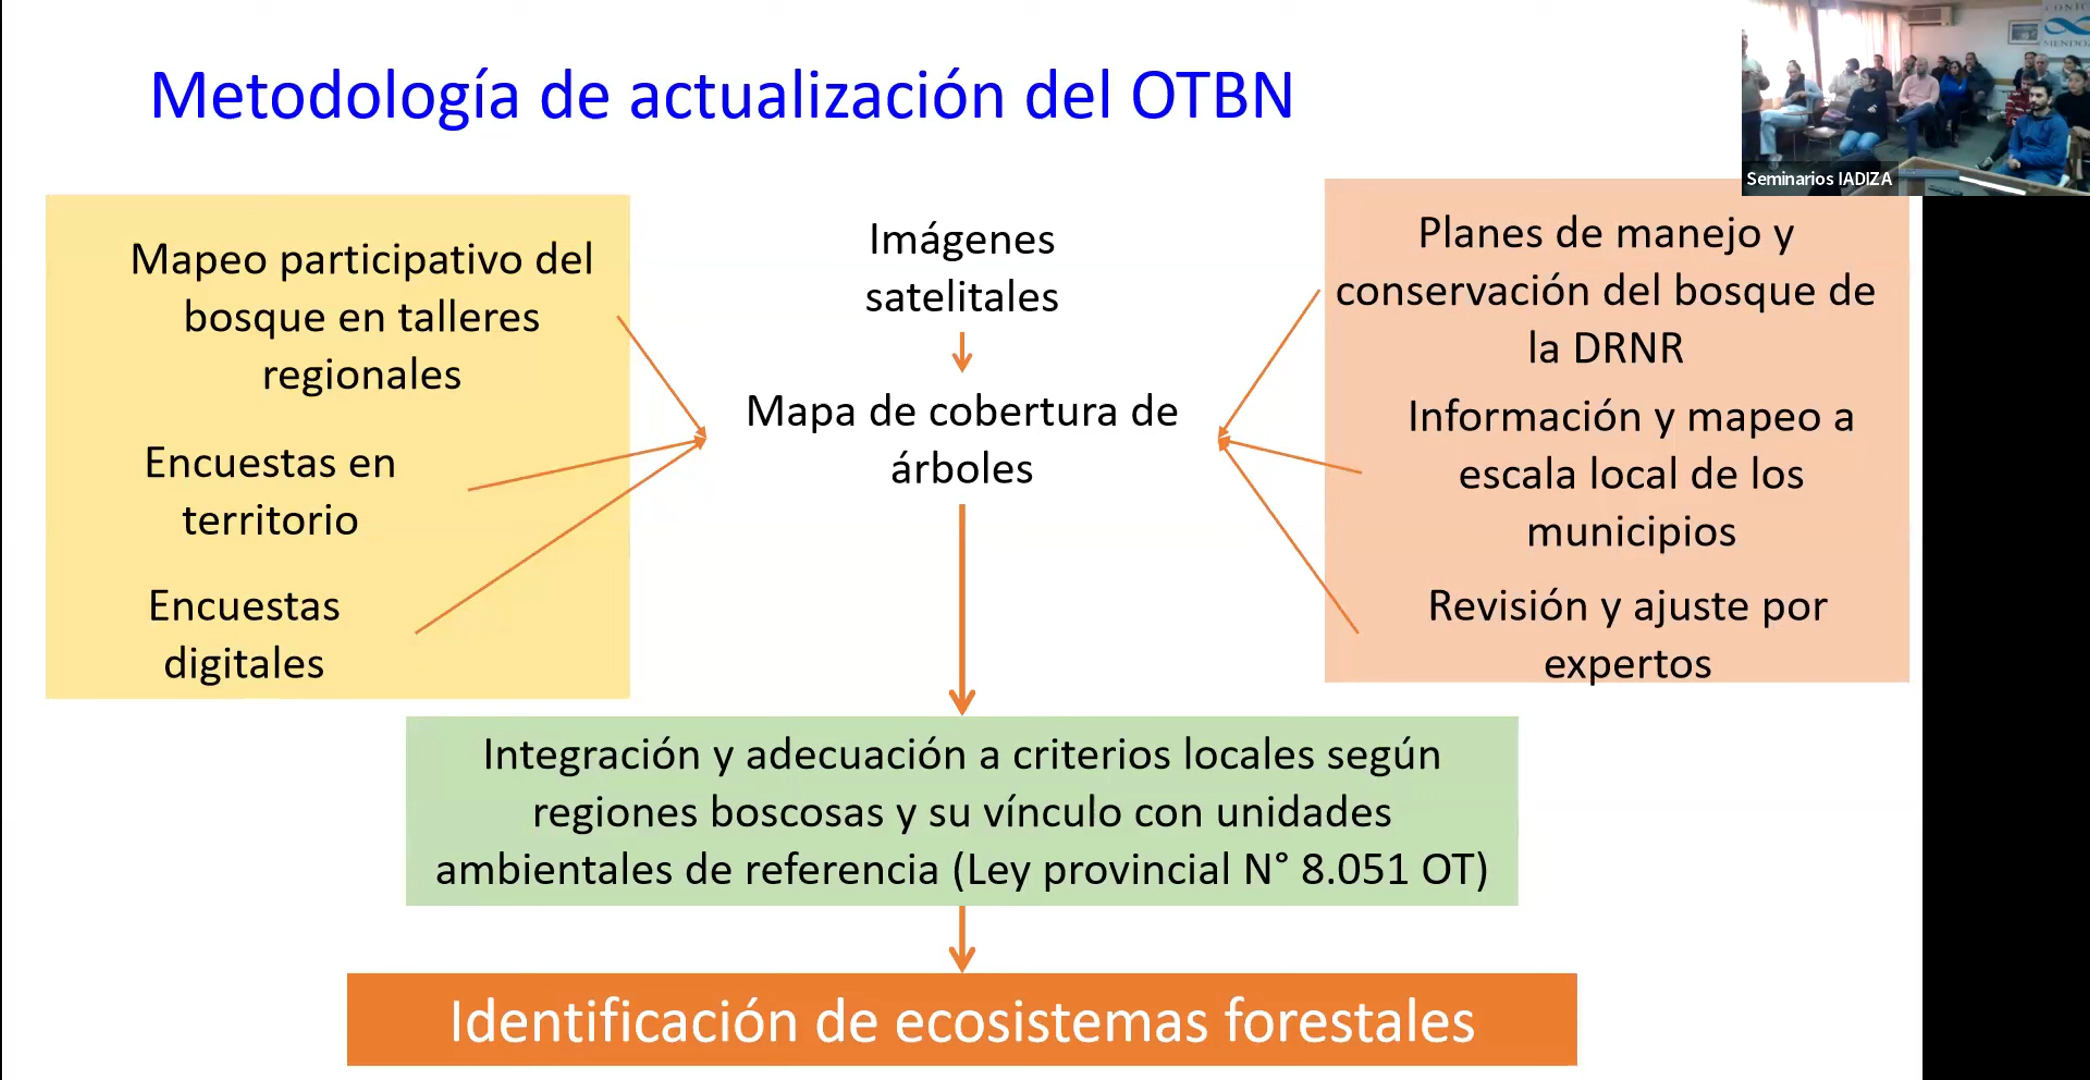 Metodología de actualización del OTBN
Seminarios IADIZA
Mapeo participativo del
bosque en talleres
regionales
Encuestas en
territorio
Encuestas
digitales
Imágenes
satelitales
Mapa de cobertura de
árboles
Planes de manejo y
conservación del bosque de
la DRNR
Información y mapeo a
escala local de los
municipios
Revisión y ajuste por
expertos
Integración y adecuación a criterios locales según
regiones boscosas y su vínculo con unidades
ambientales de referencia (Ley provincial N° 8.051 OT)
Identificación de ecosistemas forestales